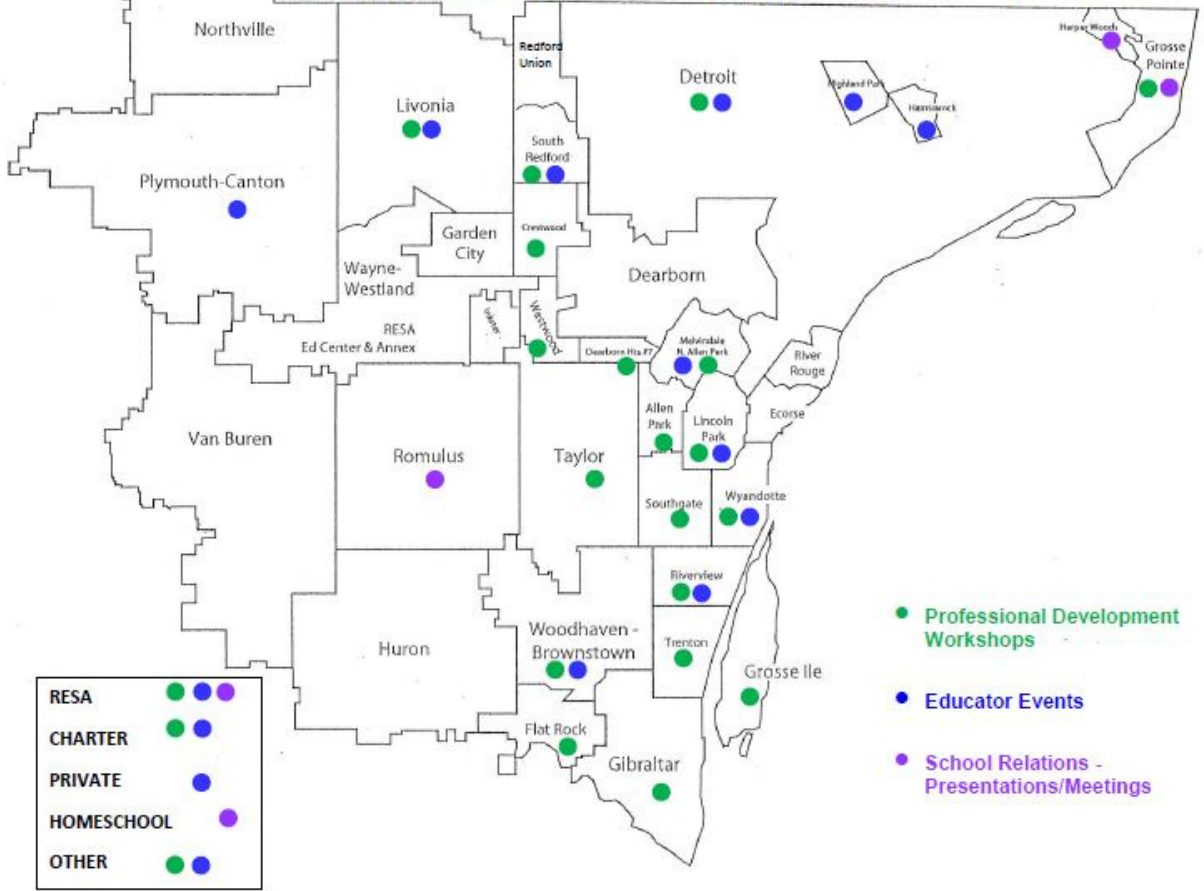 Northville
Redford
Union
Harper Woods
Grosse
Pointe
Detroit
Highland Park
Hamtramck
Livonia
South
Redford
Plymouth-Canton
Crestwood
Garden
City
Wayne-
Westland
Dearborn
RESA
Ed Center & Annex
Inkster
Westwood
Dearborn Hts #7
Melvindale
N. Allen Park
River
Rouge
Allen
Park
Lincoln
Park
Ecorse
Van Buren
Romulus
Taylor
Southgate
Wyandotte
Riverview
Huron
Woodhaven -
Brownstown
Trenton
Grosse Ile
Flat Rock
Gibraltar
RESA
CHARTER
PRIVATE
HOMESCHOOL
OTHER
Professional Development
Workshops
Educator Events
School Relations -
Presentations/Meetings